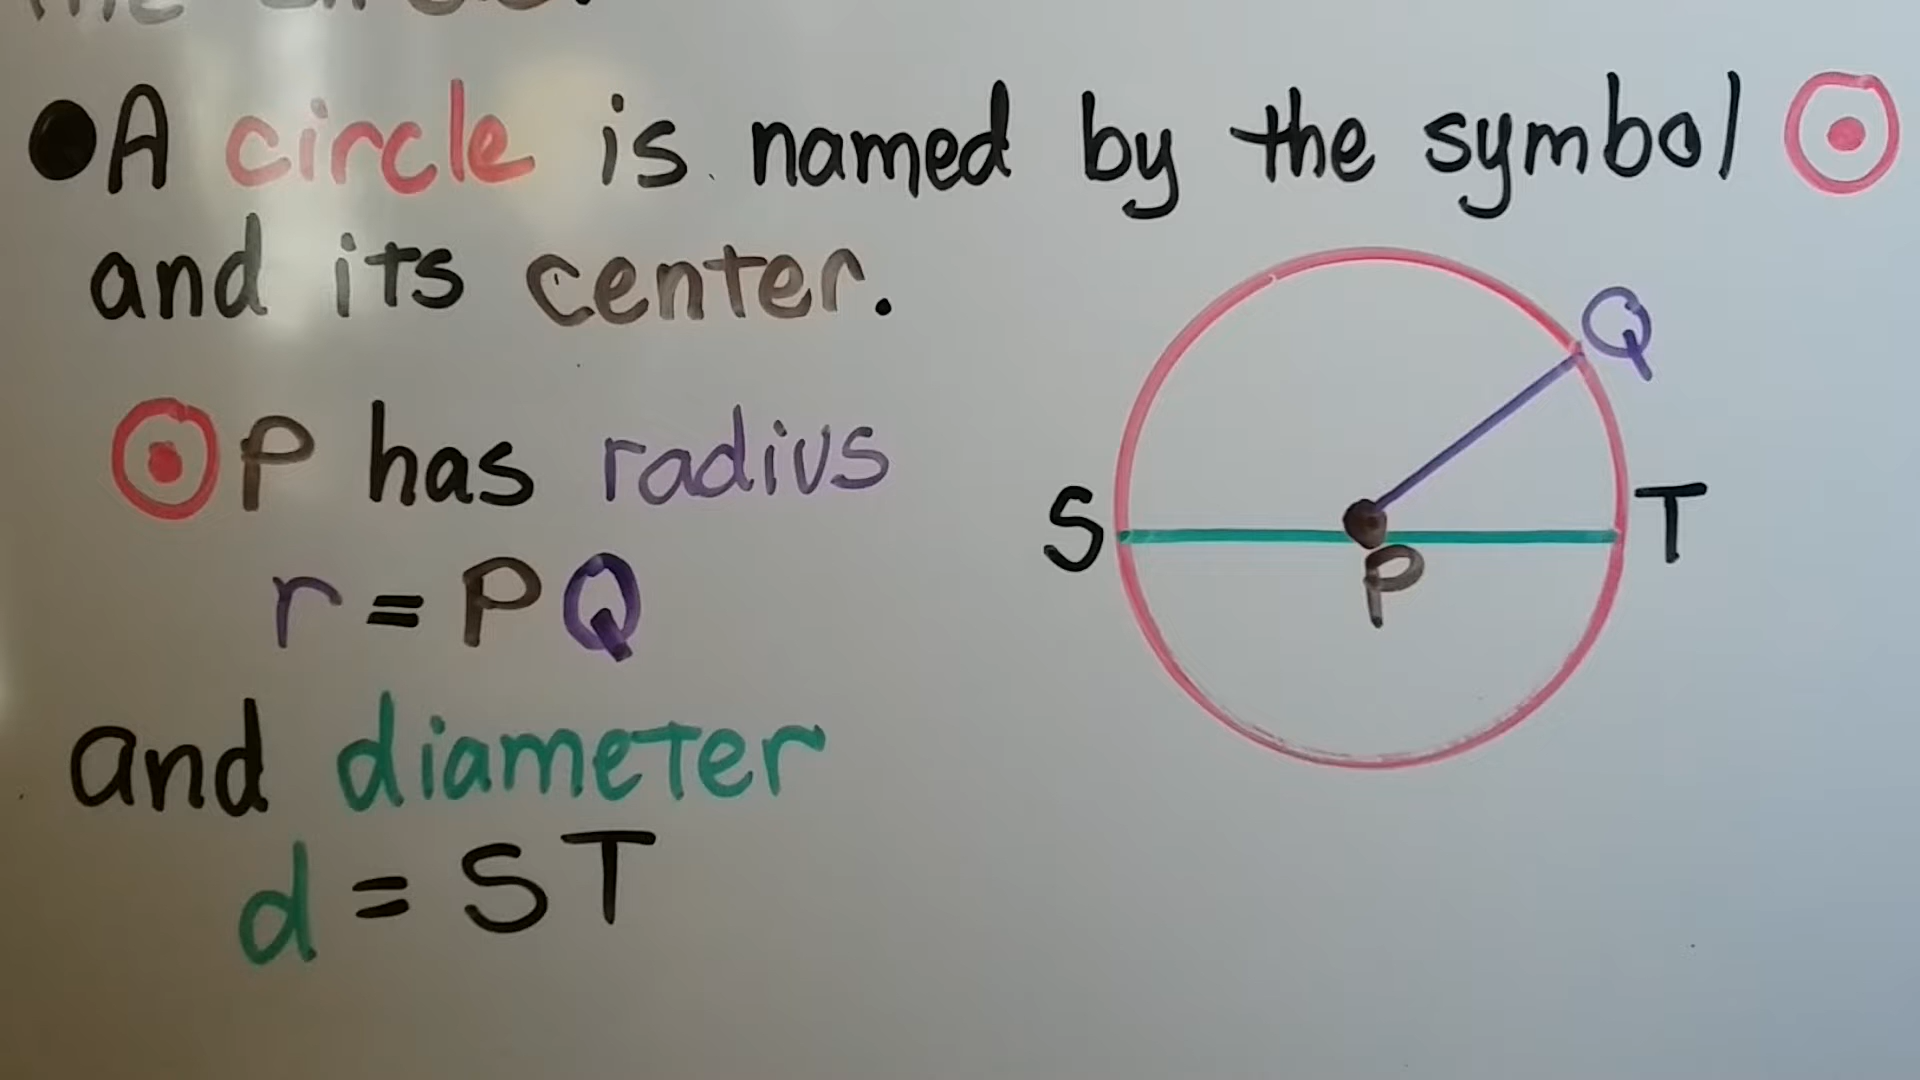 ●A circle is named by the symbol ⊙
and its center.
⊙P has radius
r = PQ
and diameter
d = ST
Q
S
T
P